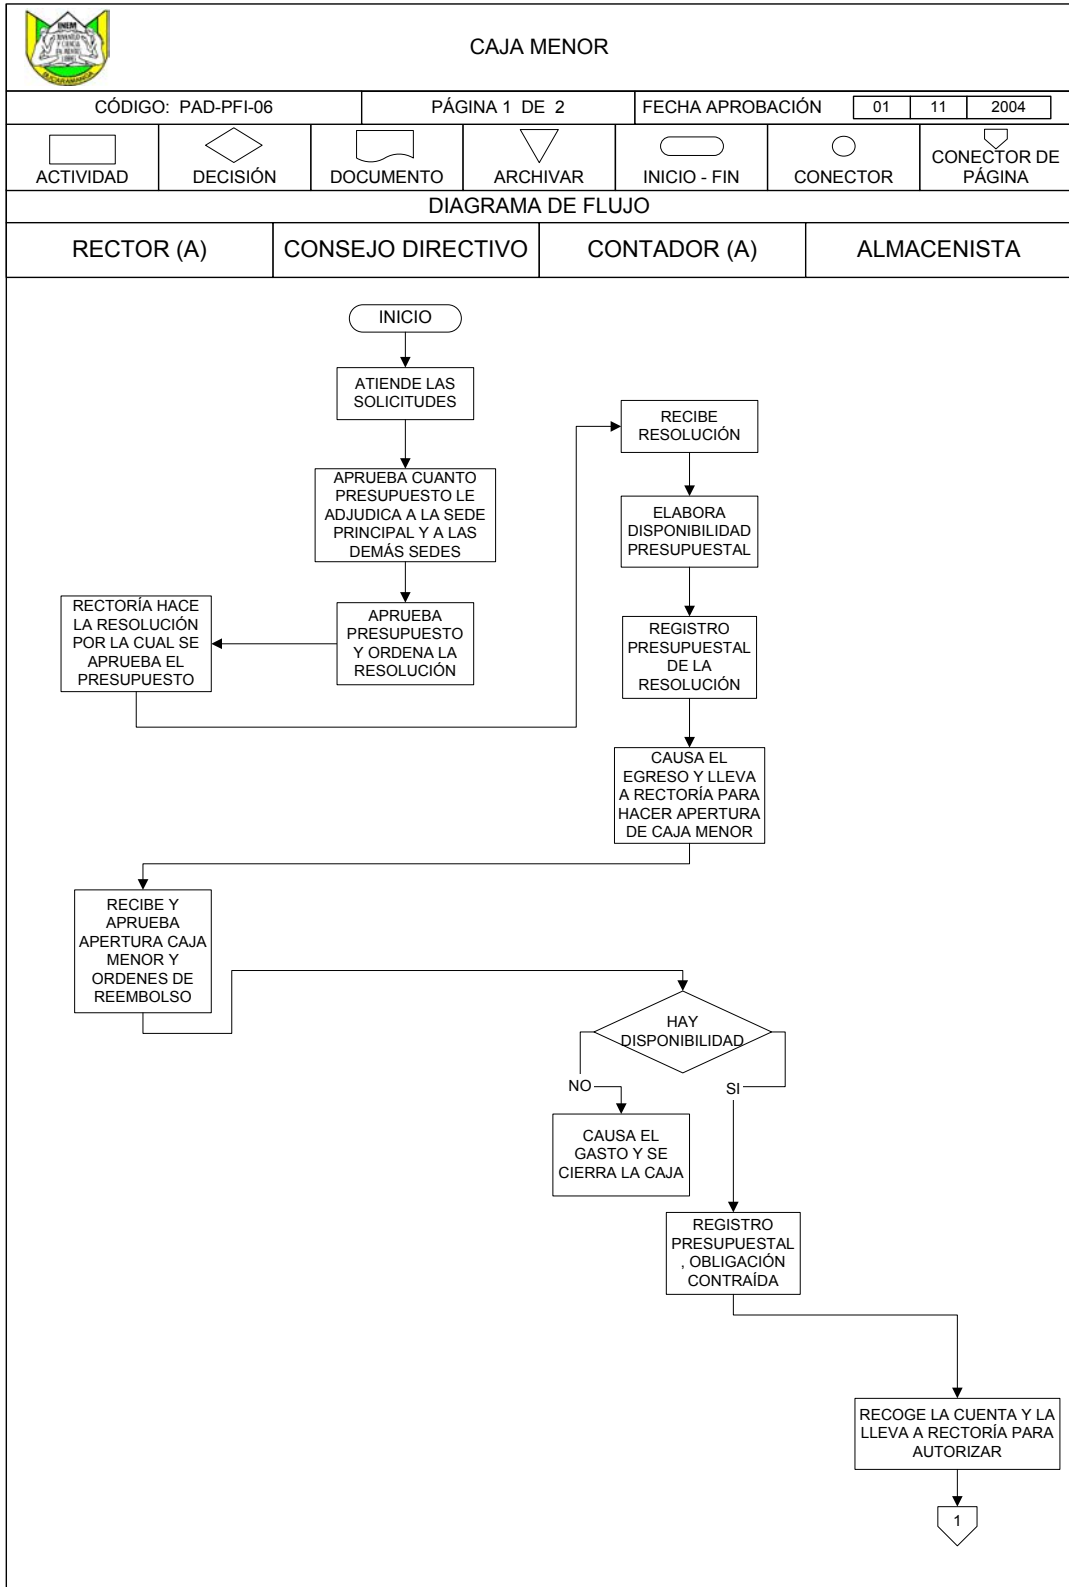 INEM
CAJA MENOR
CÓDIGO: PAD-PFI-06
PÁGINA 1 DE 2
FECHA APROBACIÓN
01
11
2004
ACTIVIDAD
DECISIÓN
DOCUMENTO
ARCHIVAR
INICIO - FIN
CONECTOR
CONECTOR DE
PÁGINA
DIAGRAMA DE FLUJO
RECTOR (A)
CONSEJO DIRECTIVO
CONTADOR (A)
ALMACENISTA
INICIO
ATIENDE LAS
SOLICITUDES
APRUEBA CUANTO
PRESUPUESTO LE
ADJUDICA A LA SEDE
PRINCIPAL Y A LAS
DEMÁS SEDES
APRUEBA
PRESUPUESTO
Y ORDENA LA
RESOLUCIÓN
RECTORÍA HACE
LA RESOLUCIÓN
POR LA CUAL SE
APRUEBA EL
PRESUPUESTO
RECIBE
RESOLUCIÓN
ELABORA
DISPONIBILIDAD
PRESUPUESTAL
REGISTRO
PRESUPUESTAL
DE LA
RESOLUCIÓN
CAUSA EL
EGRESO Y LLEVA
A RECTORÍA PARA
HACER APERTURA
DE CAJA MENOR
RECIBE Y
APRUEBA
APERTURA CAJA
MENOR Y
ORDENES DE
REEMBOLSO
HAY
DISPONIBILIDAD
NO
SI
CAUSA EL
GASTO Y SE
CIERRA LA CAJA
REGISTRO
PRESUPUESTAL
, OBLIGACIÓN
CONTRAÍDA
RECOGE LA CUENTA Y LA
LLEVA A RECTORÍA PARA
AUTORIZAR
1